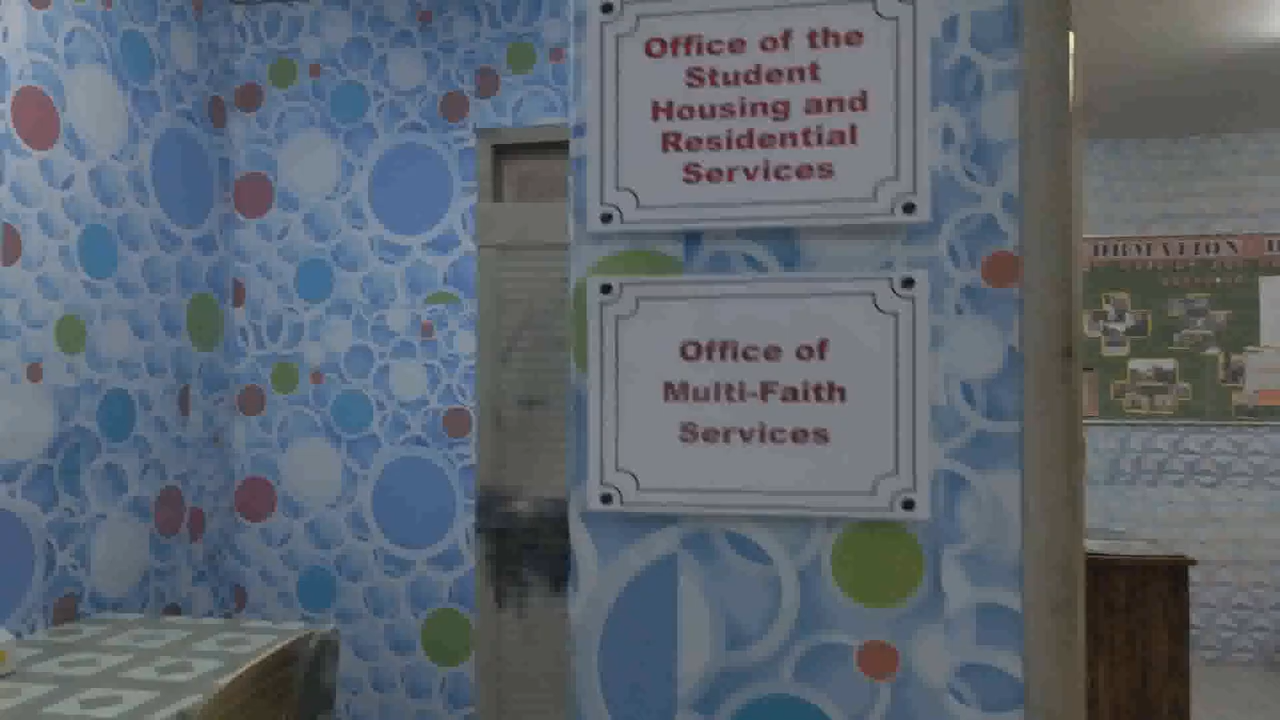 Office of the
Student
Housing and
Residential
Services
Office of
Multi-Faith
Services